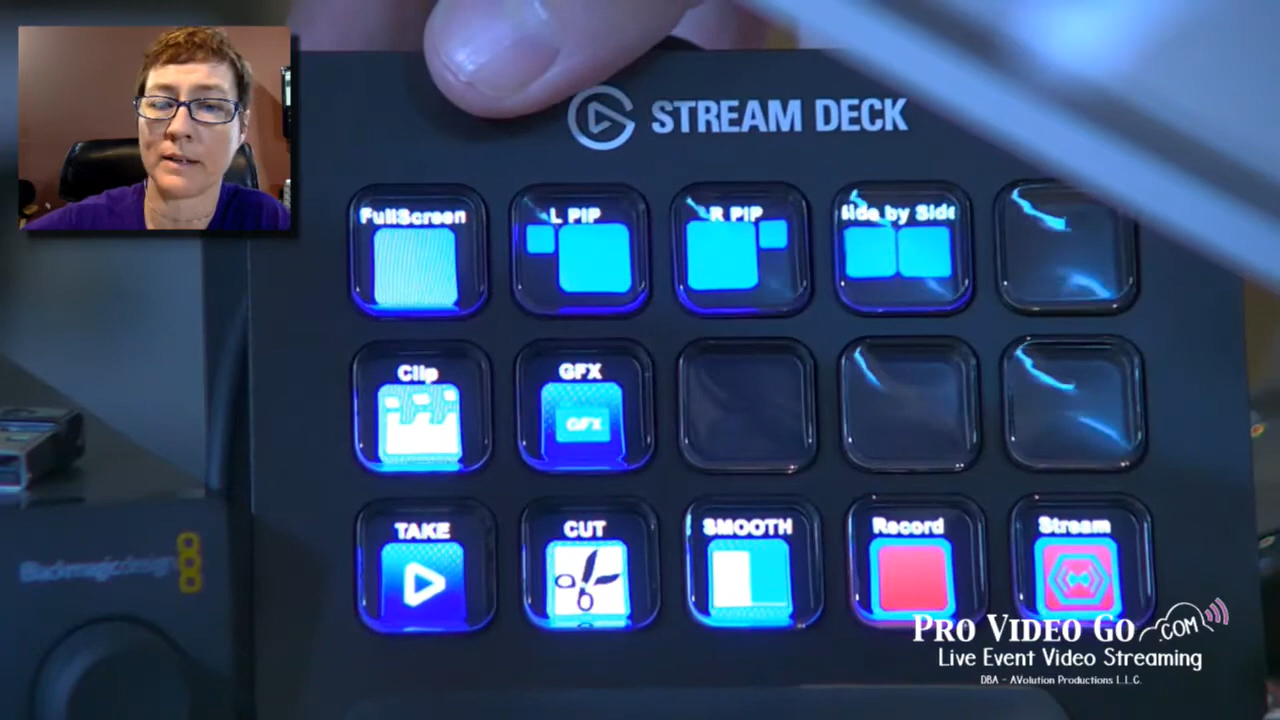 STREAM DECK
FullScreen
L PIP
R PIP
Side by Side
Clip
GFX
GFX
TAKE
CUT
SMOOTH
Record
Stream
Blackmagicdesign
PRO VIDEO GO .COM
Live Event Video Streaming
DBA - AVolution Productions L.L.C.